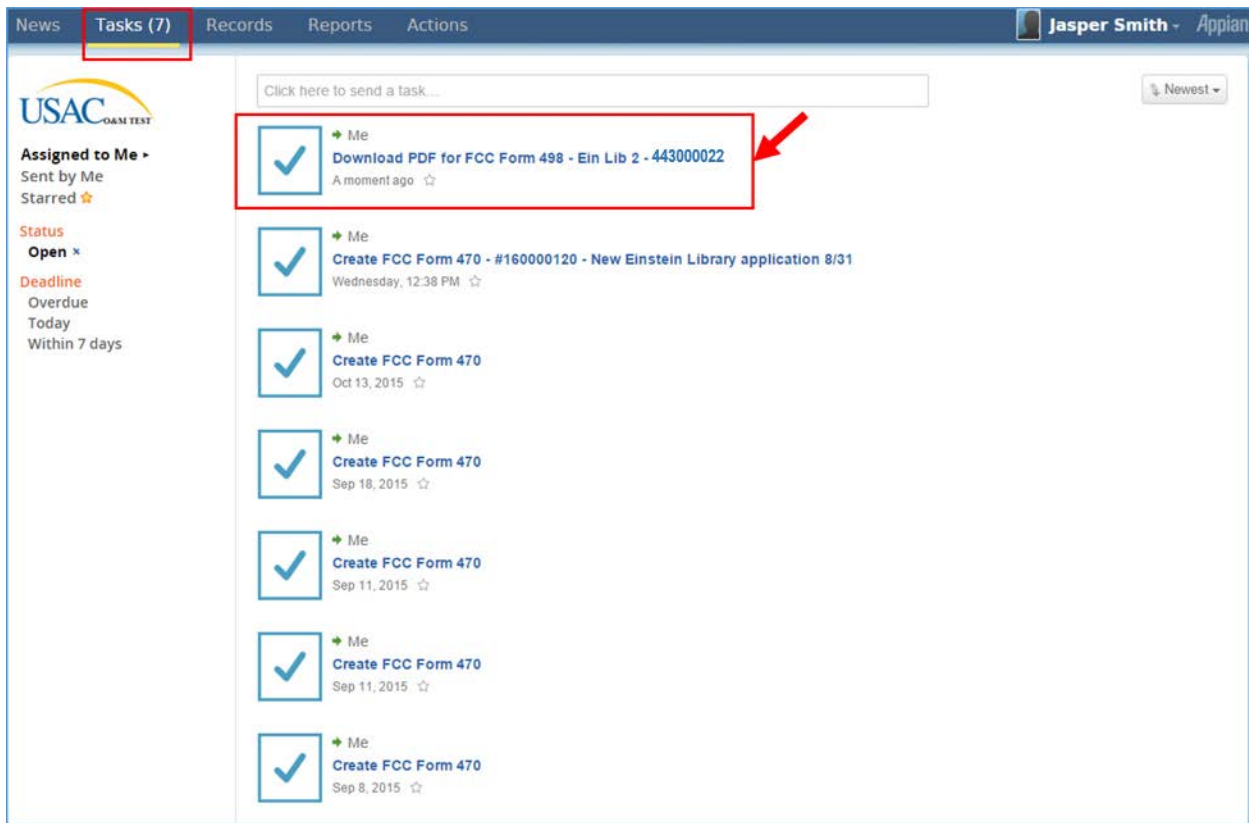 News Tasks (7) Records Reports Actions Jasper Smith Appian
USAC O&M TEST
Assigned to Me
Sent by Me
Starred
Status
Open ×
Deadline
Overdue
Today
Within 7 days
Click here to send a task...
Newest
Me
Download PDF for FCC Form 498 - Ein Lib 2 - 443000022
A moment ago
Me
Create FCC Form 470 - #160000120 - New Einstein Library application 8/31
Wednesday, 12:38 PM
Me
Create FCC Form 470
Oct 13, 2015
Me
Create FCC Form 470
Sep 18, 2015
Me
Create FCC Form 470
Sep 11, 2015
Me
Create FCC Form 470
Sep 11, 2015
Me
Create FCC Form 470
Sep 8, 2015